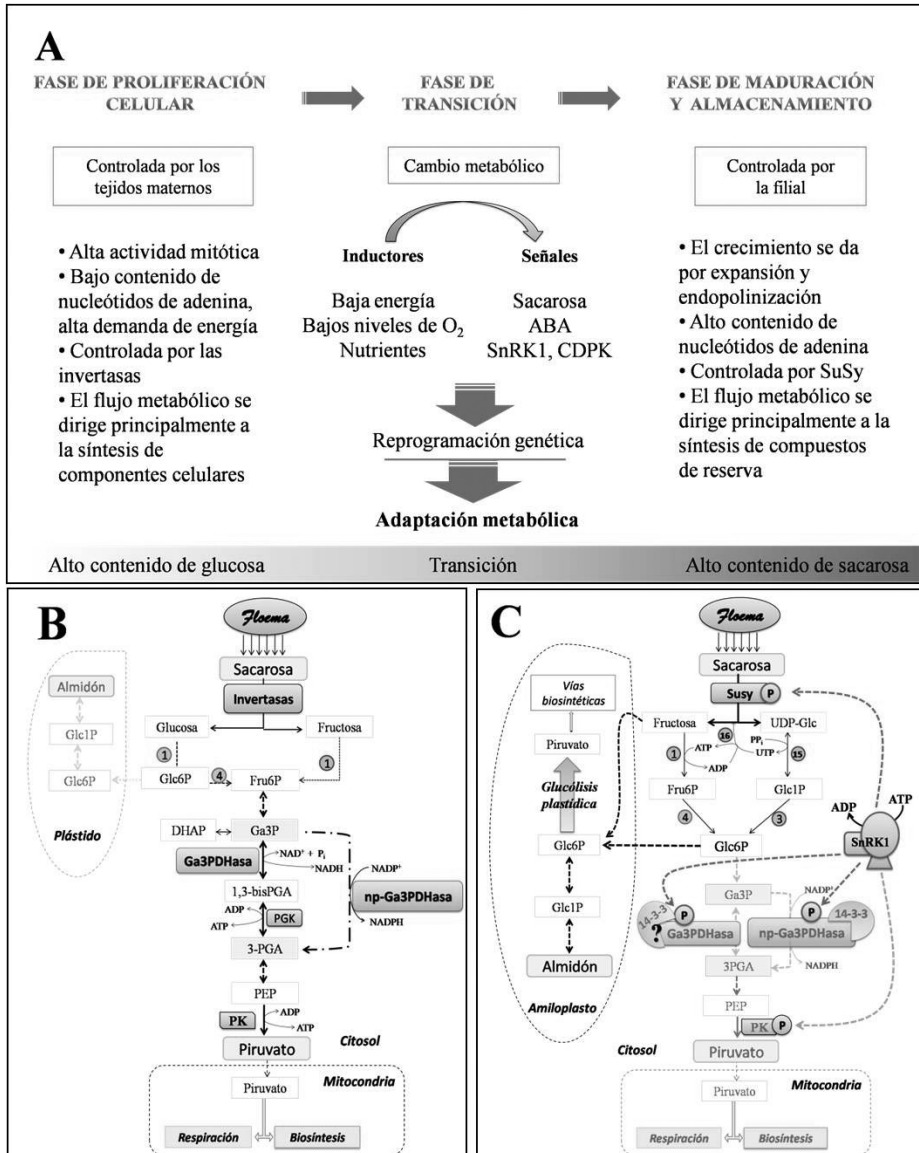 A
FASE DE PROLIFERACIÓN
CELULAR
FASE DE
TRANSICIÓN
FASE DE MADURACIÓN
Y ALMACENAMIENTO
Controlada por los
tejidos maternos
Cambio metabólico
Controlada por
la filial
• Alta actividad mitótica
• Bajo contenido de
nucleótidos de adenina,
alta demanda de energía
• Controlada por las
invertasas
• El flujo metabólico se
dirige principalmente a
la síntesis de
componentes celulares
Inductores
Baja energía
Bajos niveles de O2
Nutrientes
Señales
Sacarosa
ABA
SnRK1, CDPK
Reprogramación genética
Adaptación metabólica
• El crecimiento se da
por expansión y
endopolinización
• Alto contenido de
nucleótidos de adenina
• Controlada por SuSy
• El flujo metabólico se
dirige principalmente a la
síntesis de compuestos
de reserva
Alto contenido de glucosa
Transición
Alto contenido de sacarosa
B
Floema
Sacarosa
Invertasas
Almidón
Glc1P
Glc6P
Plástido
Glucosa
Fructosa
1
1
Glc6P
4
Fru6P
DHAP
Ga3P
Ga3PDHasa
NAD+ + Pi
NADH
NADP+
np-Ga3PDHasa
NADPH
1,3-bisPGA
ADP
ATP
PGK
3-PGA
PEP
PK
ADP
ATP
Piruvato
Citosol
Mitocondria
Piruvato
Respiración
Biosíntesis
C
Floema
Sacarosa
Susy
P
Vías
biosintéticas
Piruvato
Glucólisis
plastídica
Glc6P
Glc1P
Almidón
Amiloplasto
Fructosa
UDP-Glc
16
1
ATP
ADP
PPi
UTP
15
Fru6P
Glc1P
4
3
Glc6P
ADP
ATP
SnRK1
Ga3P
NADP+
14-3-3
P
?
Ga3PDHasa
P
14-3-3
np-Ga3PDHasa
NADPH
3PGA
PEP
PK
P
Citosol
Piruvato
Mitocondria
Piruvato
Respiración
Biosíntesis